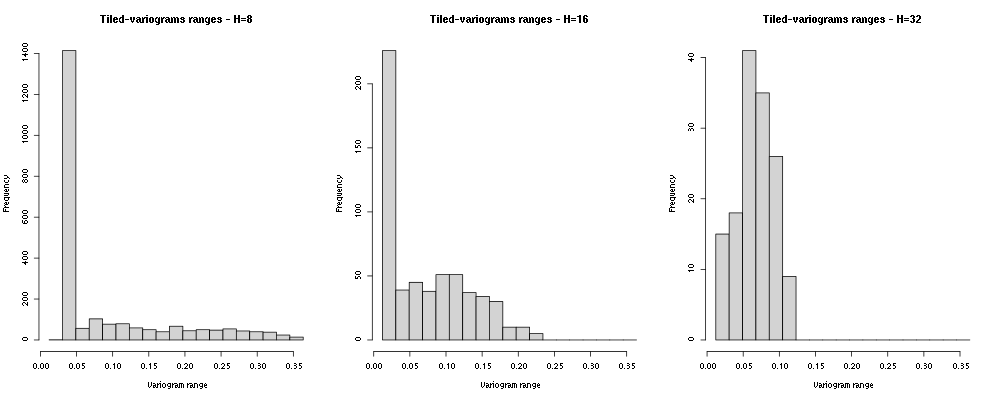 Tiled-variograms ranges - H=8
Tiled-variograms ranges - H=16
Tiled-variograms ranges - H=32
Frequency
0
200
400
600
800
1000
1200
1400
0.00 0.05 0.10 0.15 0.20 0.25 0.30 0.35
Variogram range
Frequency
0
50
100
150
200
0.00 0.05 0.10 0.15 0.20 0.25 0.30 0.35
Variogram range
Frequency
0
10
20
30
40
0.00 0.05 0.10 0.15 0.20 0.25 0.30 0.35
Variogram range